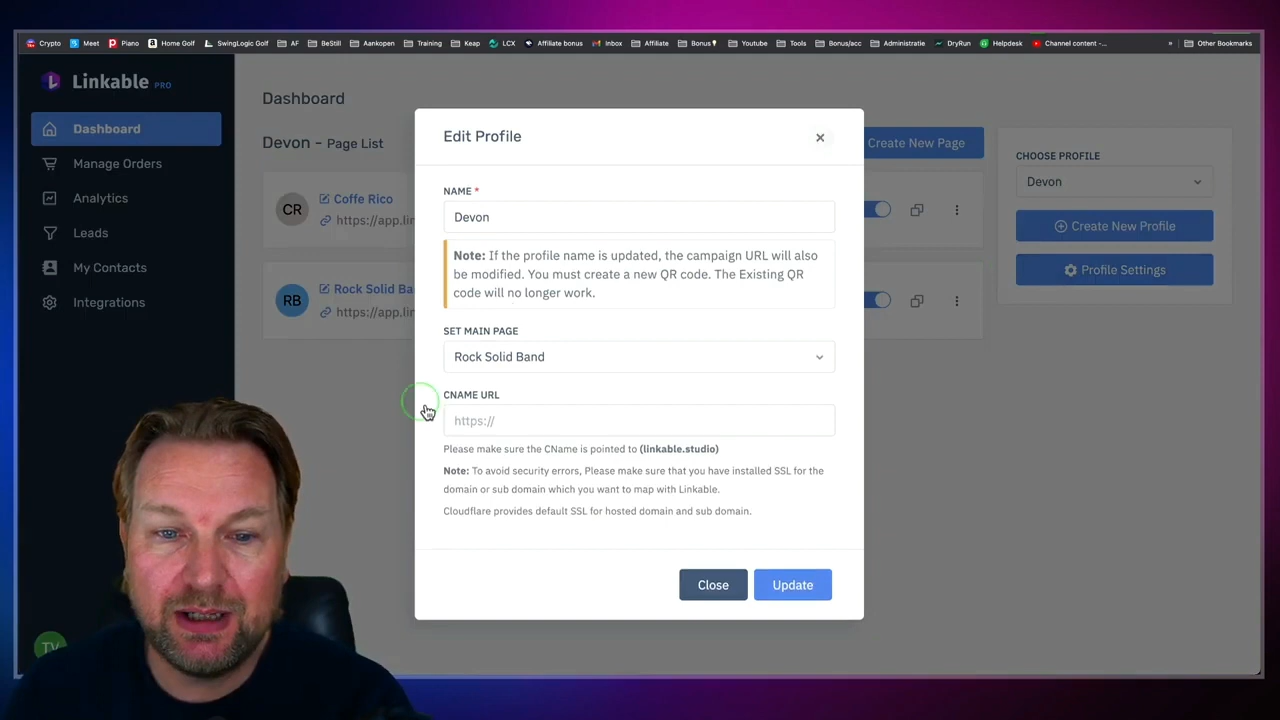 Crypto
Meet
Piano
Home Golf
SwingLogic Golf
AF
BeStill
Aankopen
Training
Keap
LCX
Affiliate bonus
Inbox
Affiliate
Bonus
Youtube
Tools
Bonus/acc
Administratie
DryRun
Helpdesk
Channel content -...
»
Other Bookmarks
Linkable PRO
Dashboard
Manage Orders
Analytics
Leads
My Contacts
Integrations
TV
Dashboard
Devon - Page List
Create New Page
CR
Coffe Rico
https://app.lin
RB
Rock Solid Ba
https://app.lin
Edit Profile
×
NAME *
Devon
Note: If the profile name is updated, the campaign URL will also
be modified. You must create a new QR code. The Existing QR
code will no longer work.
SET MAIN PAGE
Rock Solid Band
CNAME URL
https://
Please make sure the CName is pointed to (linkable.studio)
Note: To avoid security errors, Please make sure that you have installed SSL for the
domain or sub domain which you want to map with Linkable.
Cloudflare provides default SSL for hosted domain and sub domain.
Close
Update
CHOOSE PROFILE
Devon
Create New Profile
Profile Settings